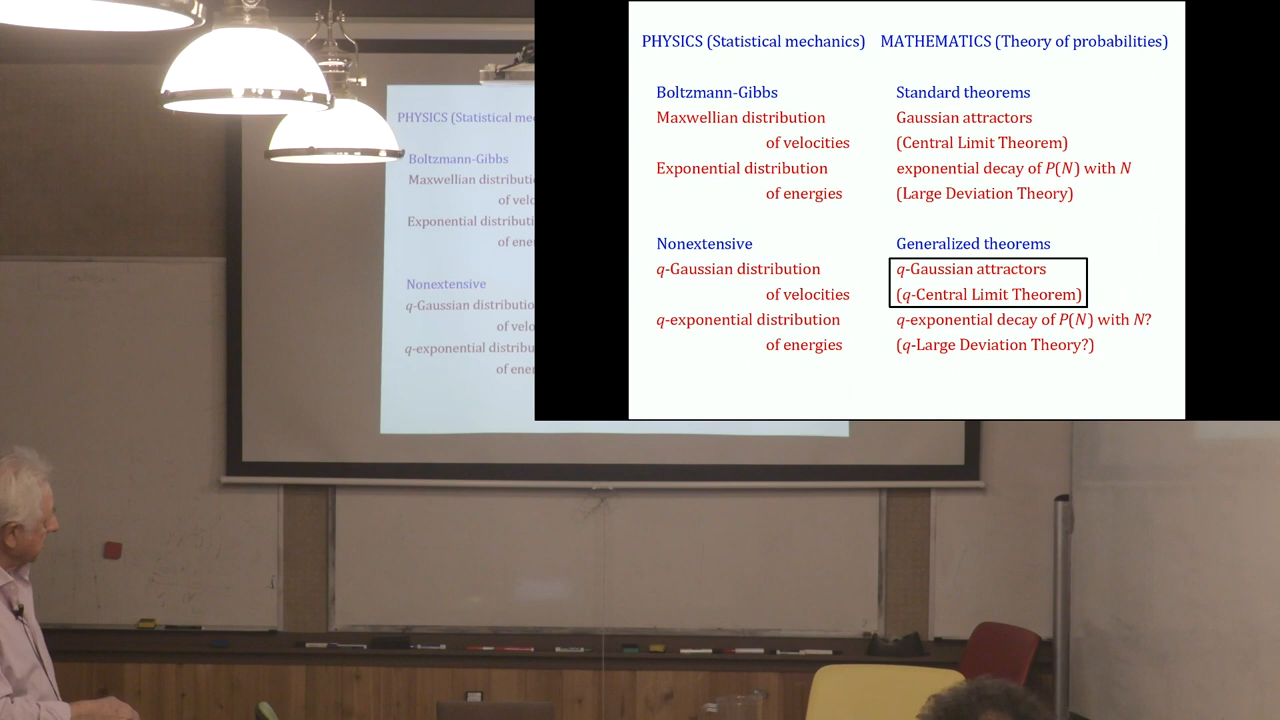 PHYSICS (Statistical mechanics) MATHEMATICS (Theory of probabilities)
Boltzmann-Gibbs
Maxwellian distribution
of velocities
Exponential distribution
of energies
Standard theorems
Gaussian attractors
(Central Limit Theorem)
exponential decay of P(N) with N
(Large Deviation Theory)
Nonextensive
q-Gaussian distribution
of velocities
q-exponential distribution
of energies
Generalized theorems
q-Gaussian attractors
(q-Central Limit Theorem)
q-exponential decay of P(N) with N?
(q-Large Deviation Theory?)
PHYSICS (Statistical me
Boltzmann-Gibbs
Maxwellian distributi
of velo
Exponential distributi
of ene
Nonextensive
q-Gaussian distributio
of velo
q-exponential distribu
of ener